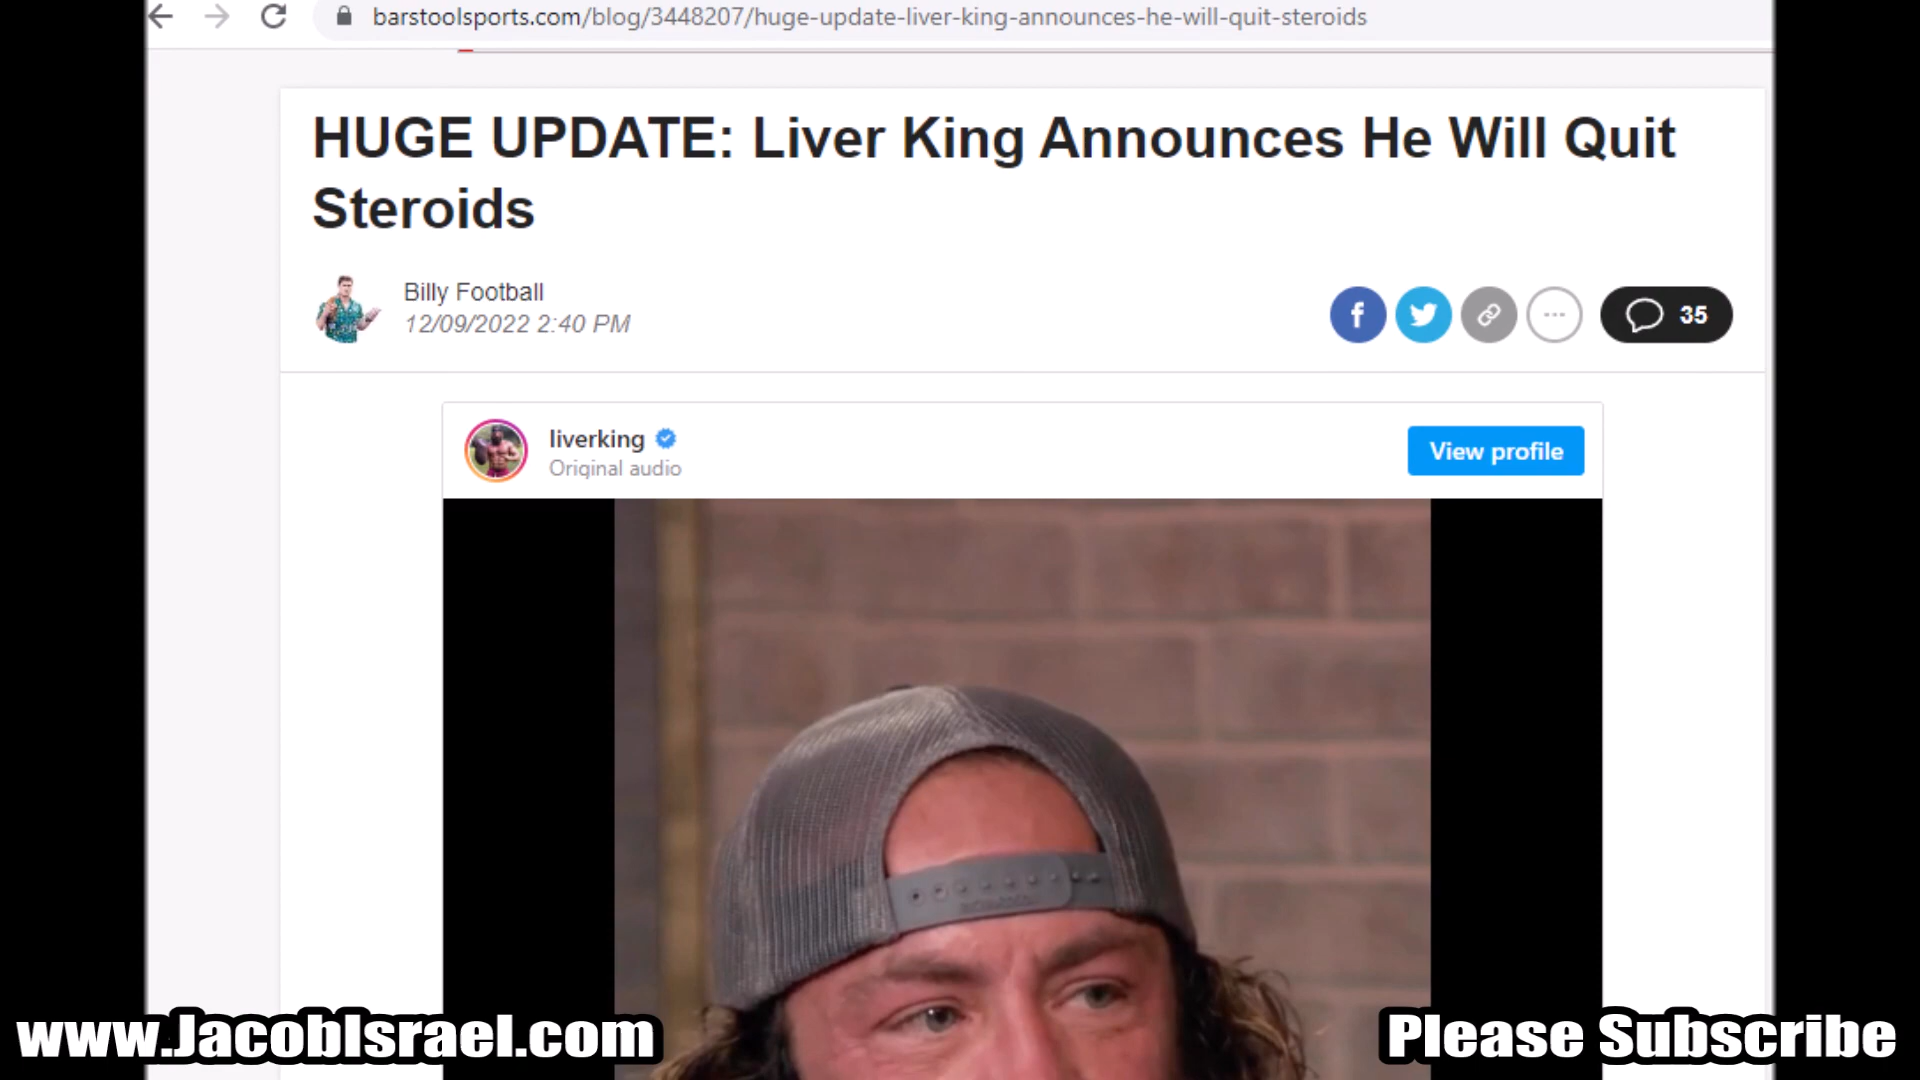 barstoolsports.com/blog/3448207/huge-update-liver-king-announces-he-will-quit-steroids
HUGE UPDATE: Liver King Announces He Will Quit
Steroids
Billy Football
12/09/2022 2:40 PM
35
liverking
Original audio
View profile
www.JacobIsrael.com
Please Subscribe